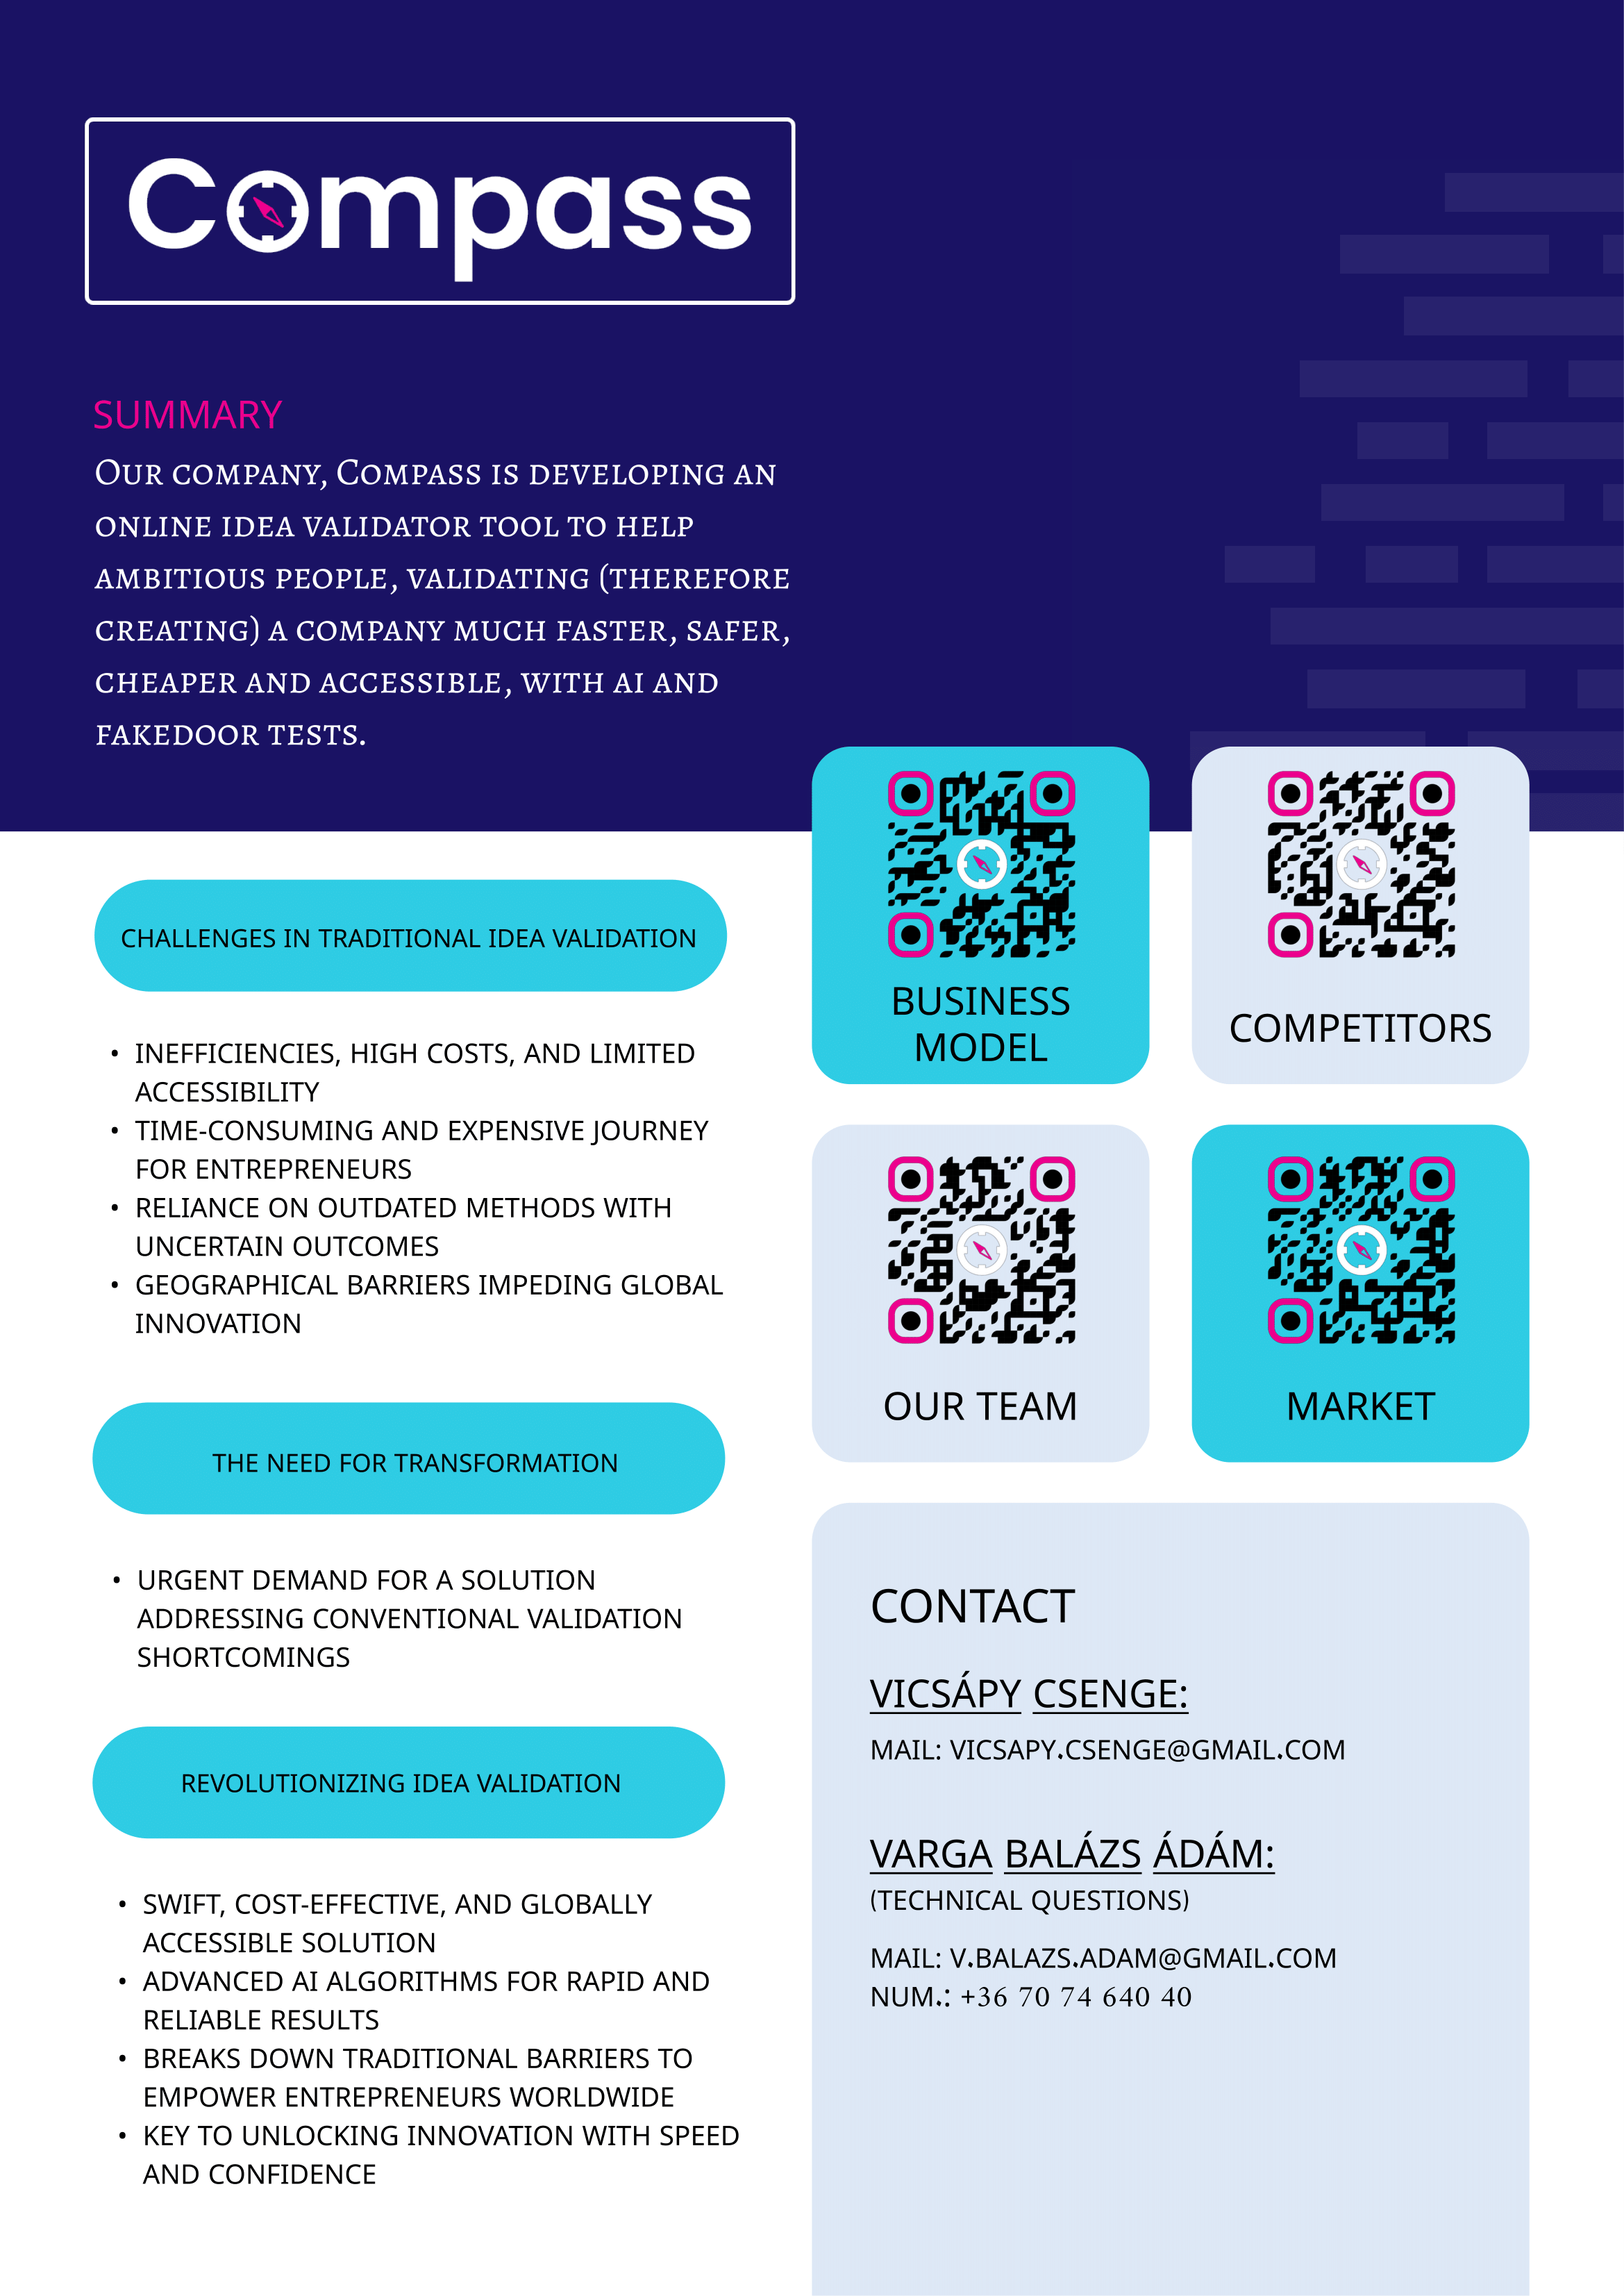 Compass
SUMMARY
Our company, Compass is developing an
online idea validator tool to help
ambitious people, validating (therefore
creating) a company much faster, safer,
cheaper and accessible, with ai and
fakedoor tests.
CHALLENGES IN TRADITIONAL IDEA VALIDATION
• INEFFICIENCIES, HIGH COSTS, AND LIMITED
ACCESSIBILITY
• TIME-CONSUMING AND EXPENSIVE JOURNEY
FOR ENTREPRENEURS
• RELIANCE ON OUTDATED METHODS WITH
UNCERTAIN OUTCOMES
• GEOGRAPHICAL BARRIERS IMPEDING GLOBAL
INNOVATION
THE NEED FOR TRANSFORMATION
• URGENT DEMAND FOR A SOLUTION
ADDRESSING CONVENTIONAL VALIDATION
SHORTCOMINGS
REVOLUTIONIZING IDEA VALIDATION
• SWIFT, COST-EFFECTIVE, AND GLOBALLY
ACCESSIBLE SOLUTION
• ADVANCED AI ALGORITHMS FOR RAPID AND
RELIABLE RESULTS
• BREAKS DOWN TRADITIONAL BARRIERS TO
EMPOWER ENTREPRENEURS WORLDWIDE
• KEY TO UNLOCKING INNOVATION WITH SPEED
AND CONFIDENCE
BUSINESS
MODEL
COMPETITORS
OUR TEAM
MARKET
CONTACT
VICSÁPY CSENGE:
MAIL: VICSAPY.CSENGE@GMAIL.COM
VARGA BALÁZS ÁDÁM:
(TECHNICAL QUESTIONS)
MAIL: V.BALAZS.ADAM@GMAIL.COM
NUM.: +36 70 74 640 40